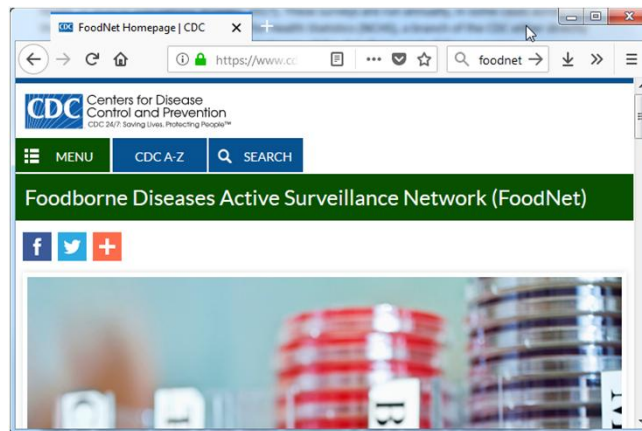 FoodNet Homepage | CDC
https://www.cc
foodnet
CDC
Centers for Disease
Control and Prevention
CDC 24/7: Saving Lives. Protecting People™
MENU
CDC A-Z
SEARCH
Foodborne Diseases Active Surveillance Network (FoodNet)